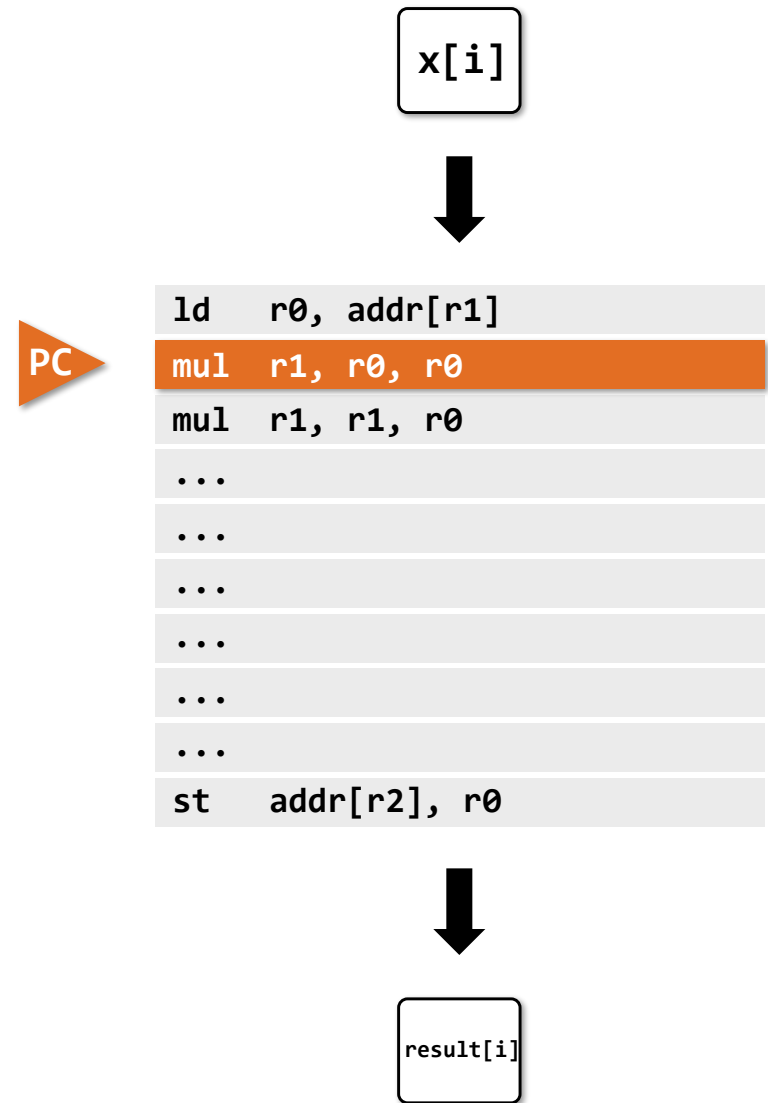 x[i]
ld r0, addr[r1]
PC
mul r1, r0, r0
mul r1, r1, r0
...
...
...
...
...
...
st addr[r2], r0
result[i]